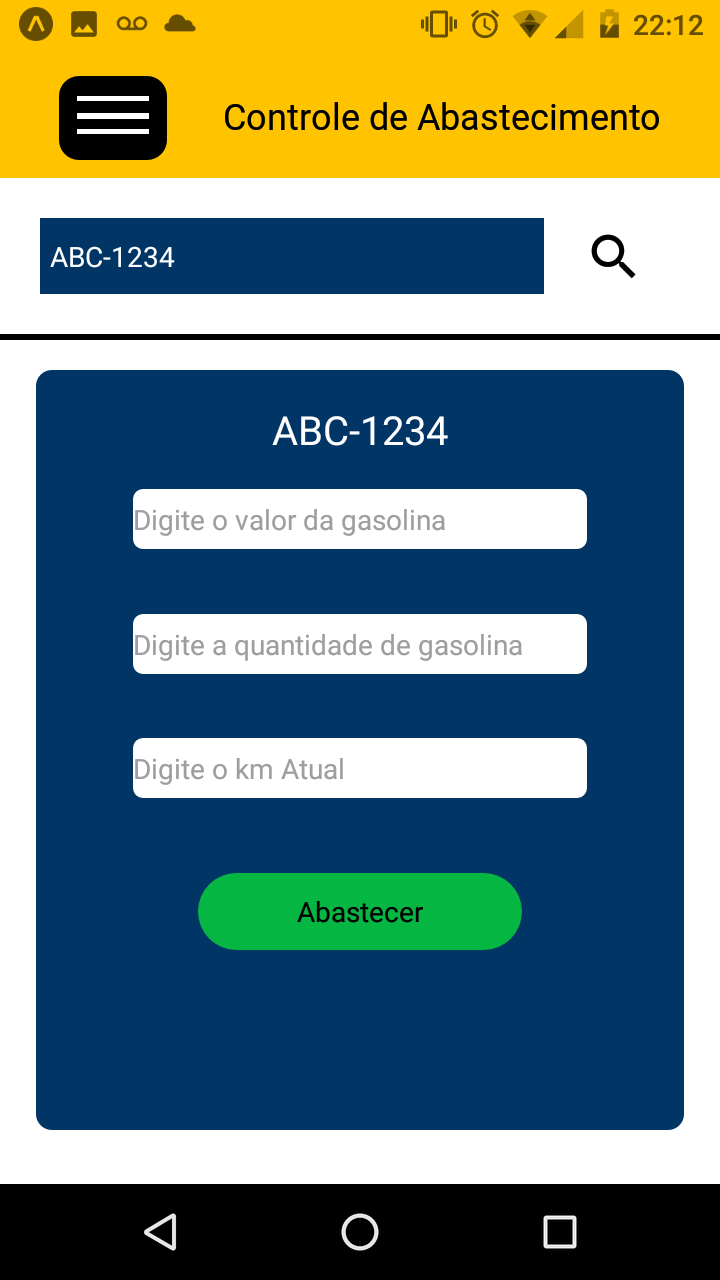 22:12
Controle de Abastecimento
ABC-1234
ABC-1234
Digite o valor da gasolina
Digite a quantidade de gasolina
Digite o km Atual
Abastecer